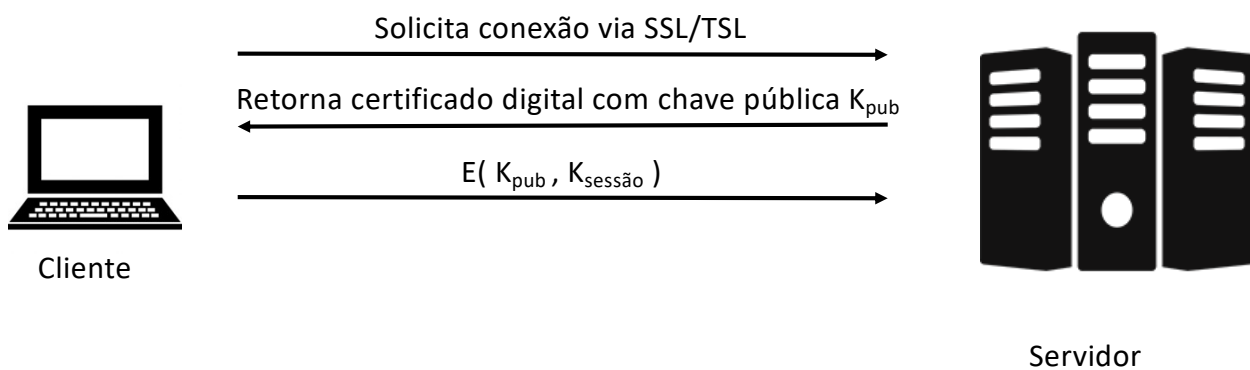 Solicita conexão via SSL/TSL
Retorna certificado digital com chave pública Kpub
E( Kpub , Ksessão )
Cliente
Servidor